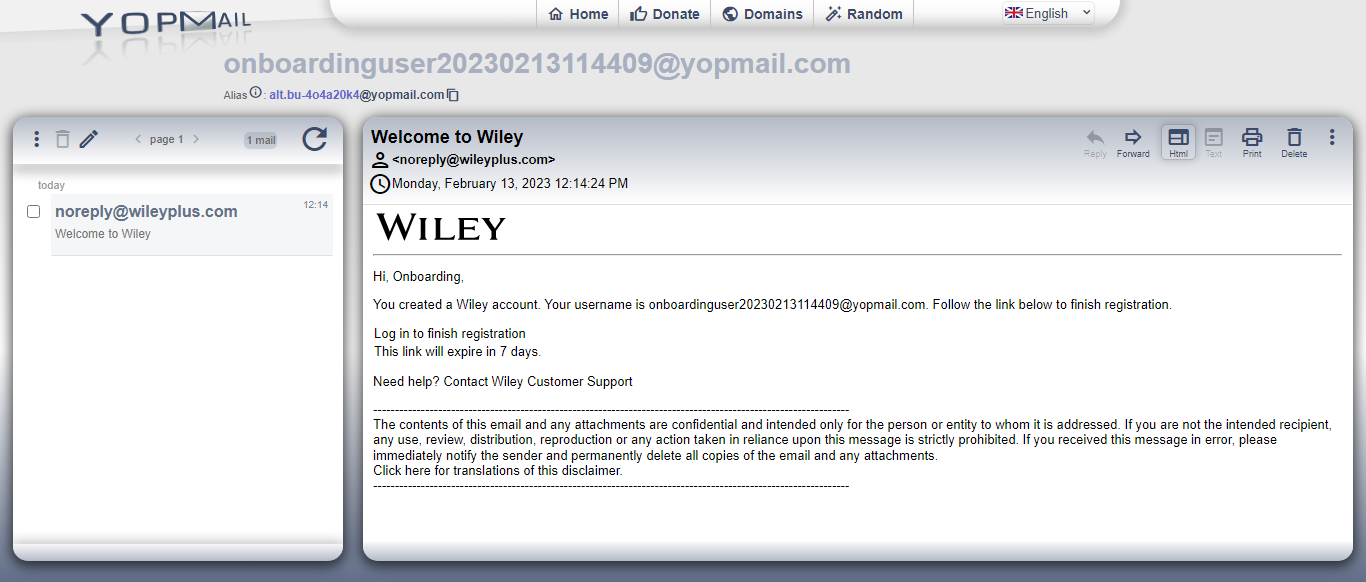 YOPMAIL
Home Donate Domains Random English
onboardinguser20230213114409@yopmail.com
Alias : alt.bu-4o4a20k4@yopmail.com
page 1 1 mail
today
noreply@wileyplus.com 12:14
Welcome to Wiley
Welcome to Wiley
<noreply@wileyplus.com>
Monday, February 13, 2023 12:14:24 PM
Reply Forward Html Text Print Delete
WILEY
Hi, Onboarding,
You created a Wiley account. Your username is onboardinguser20230213114409@yopmail.com. Follow the link below to finish registration.
Log in to finish registration
This link will expire in 7 days.
Need help? Contact Wiley Customer Support
--------------------------------------------------------------------------------------------------------------
The contents of this email and any attachments are confidential and intended only for the person or entity to whom it is addressed. If you are not the intended recipient,
any use, review, distribution, reproduction or any action taken in reliance upon this message is strictly prohibited. If you received this message in error, please
immediately notify the sender and permanently delete all copies of the email and any attachments.
Click here for translations of this disclaimer.
--------------------------------------------------------------------------------------------------------------